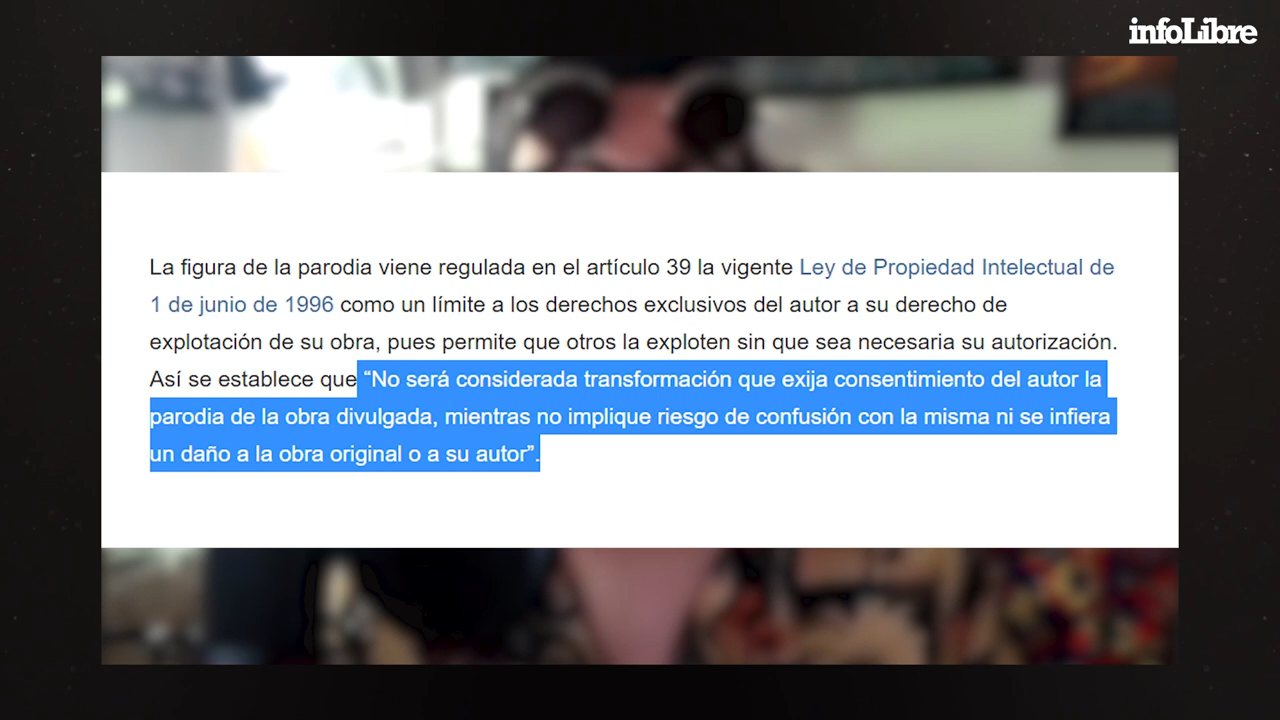 infoLibre
La figura de la parodia viene regulada en el artículo 39 la vigente Ley de Propiedad Intelectual de
1 de junio de 1996 como un límite a los derechos exclusivos del autor a su derecho de
explotación de su obra, pues permite que otros la exploten sin que sea necesaria su autorización.
Así se establece que “No será considerada transformación que exija consentimiento del autor la
parodia de la obra divulgada, mientras no implique riesgo de confusión con la misma ni se infiera
un daño a la obra original o a su autor”.